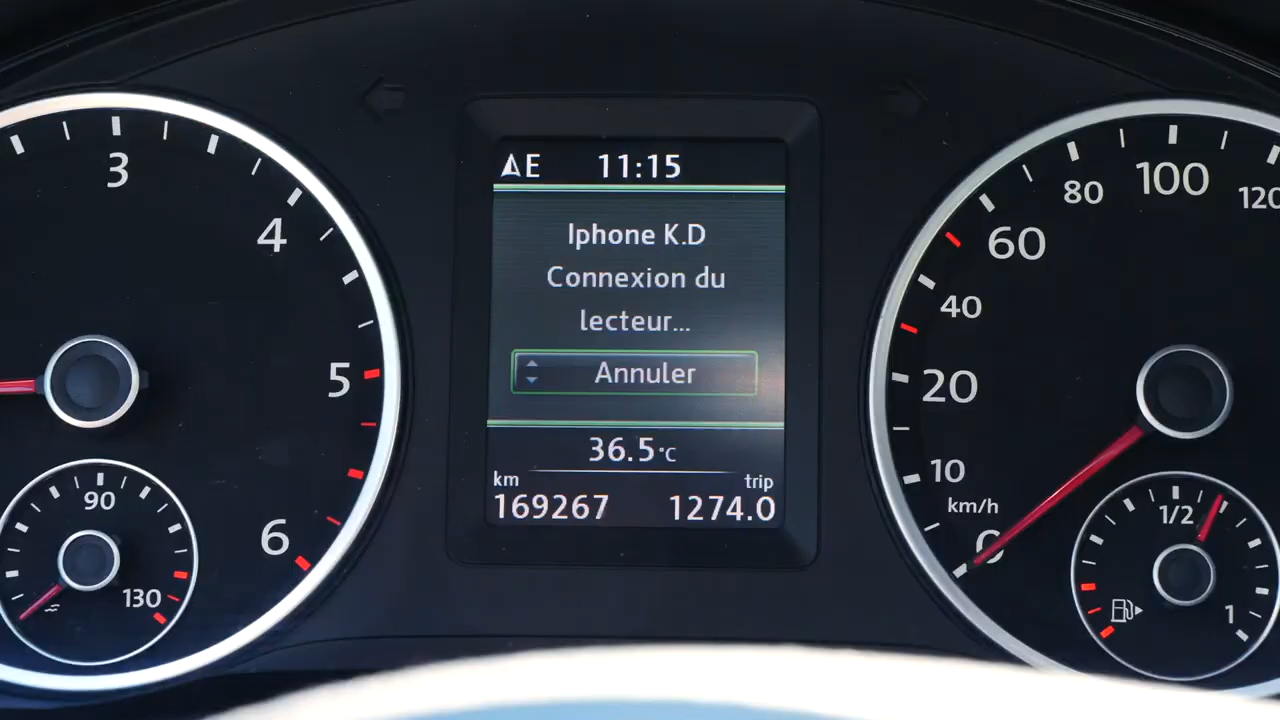 3
4
5
6
90
130
E 11:15
Iphone K.D
Connexion du
lecteur...
Annuler
36.5°C
km trip
169267 1274.0
120
100
80
60
40
20
10
km/h
0
1/2
1